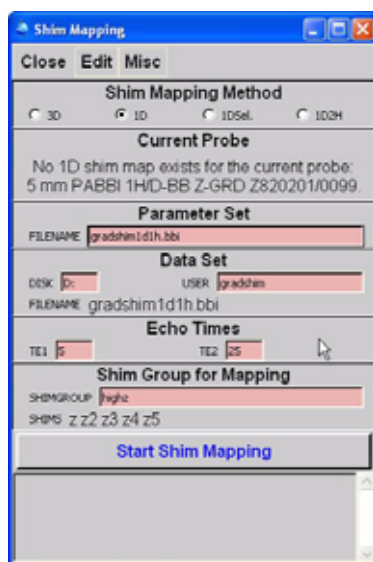 Shim Mapping
Close Edit Misc
Shim Mapping Method
3D 1D 1DSel. 1D2H
Current Probe
No 1D shim map exists for the current probe:
5 mm PABBI 1H/D-BB Z-GRD Z820201/0099.
Parameter Set
FILENAME gradshim1d1h.bbi
Data Set
DISK D: USER gradshim
FILENAME gradshim1d1h.bbi
Echo Times
TE1 5 TE2 25
Shim Group for Mapping
SHIMGROUP highz
SHIMS z z2 z3 z4 z5
Start Shim Mapping